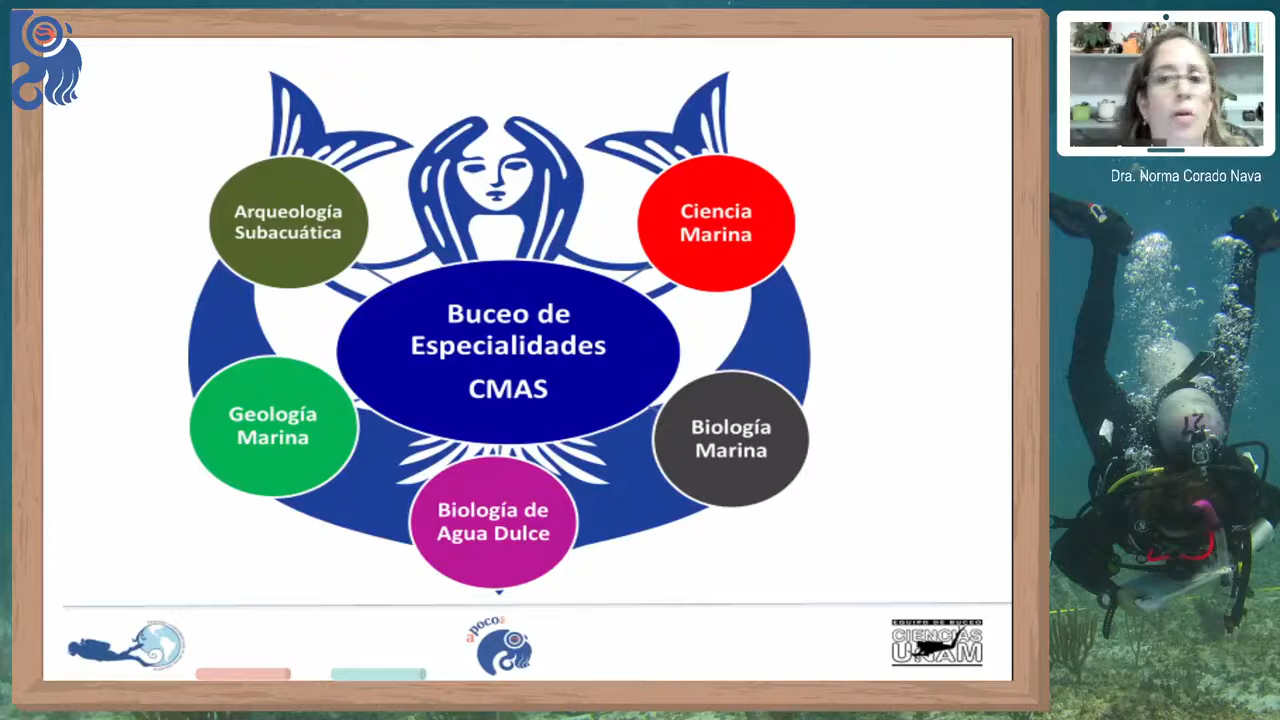 Arqueología
Subacuática
Ciencia
Marina
Buceo de
Especialidades
CMAS
Geología
Marina
Biología
Marina
Biología de
Agua Dulce
Dra. Norma Corado Nava
poco
EQUIPO DE BUCEO
CIENCIAS
UNAM